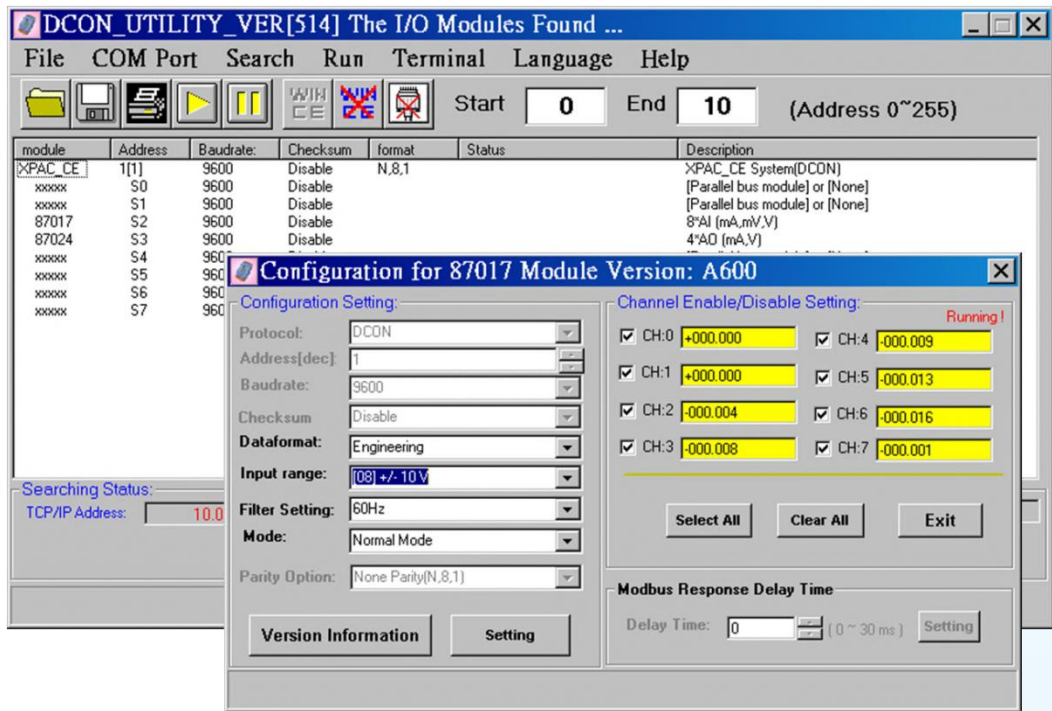 DCON_UTILITY_VER[514] The I/O Modules Found ...
File COM Port Search Run Terminal Language Help
WIN CE WIN CE Start 0 End 10 (Address 0~255)
module Address Baudrate: Checksum format Status Description
XPAC_CE 1[1] 9600 Disable N,8,1 XPAC_CE System(DCON)
xxxxx S0 9600 Disable [Parallel bus module] or [None]
xxxxx S1 9600 Disable [Parallel bus module] or [None]
87017 S2 9600 Disable 8*AI (mA,mV,V)
87024 S3 9600 Disable 4*AO (mA,V)
xxxxx S4
xxxxx S5
xxxxx S6
xxxxx S7
Searching Status:
TCP/IP Address: 10.0
Configuration for 87017 Module Version: A600
Configuration Setting:
Protocol: DCON
Address[dec]: 1
Baudrate: 9600
Checksum Disable
Dataformat: Engineering
Input range: [08] +/- 10 V
Filter Setting: 60Hz
Mode: Normal Mode
Parity Option: None Parity(N,8,1)
Version Information Setting
Channel Enable/Disable Setting:
Running !
CH:0 +000.000 CH:4 -000.009
CH:1 +000.000 CH:5 -000.013
CH:2 -000.004 CH:6 -000.016
CH:3 -000.008 CH:7 -000.001
Select All Clear All Exit
Modbus Response Delay Time
Delay Time: 0 ( 0 ~ 30 ms ) Setting